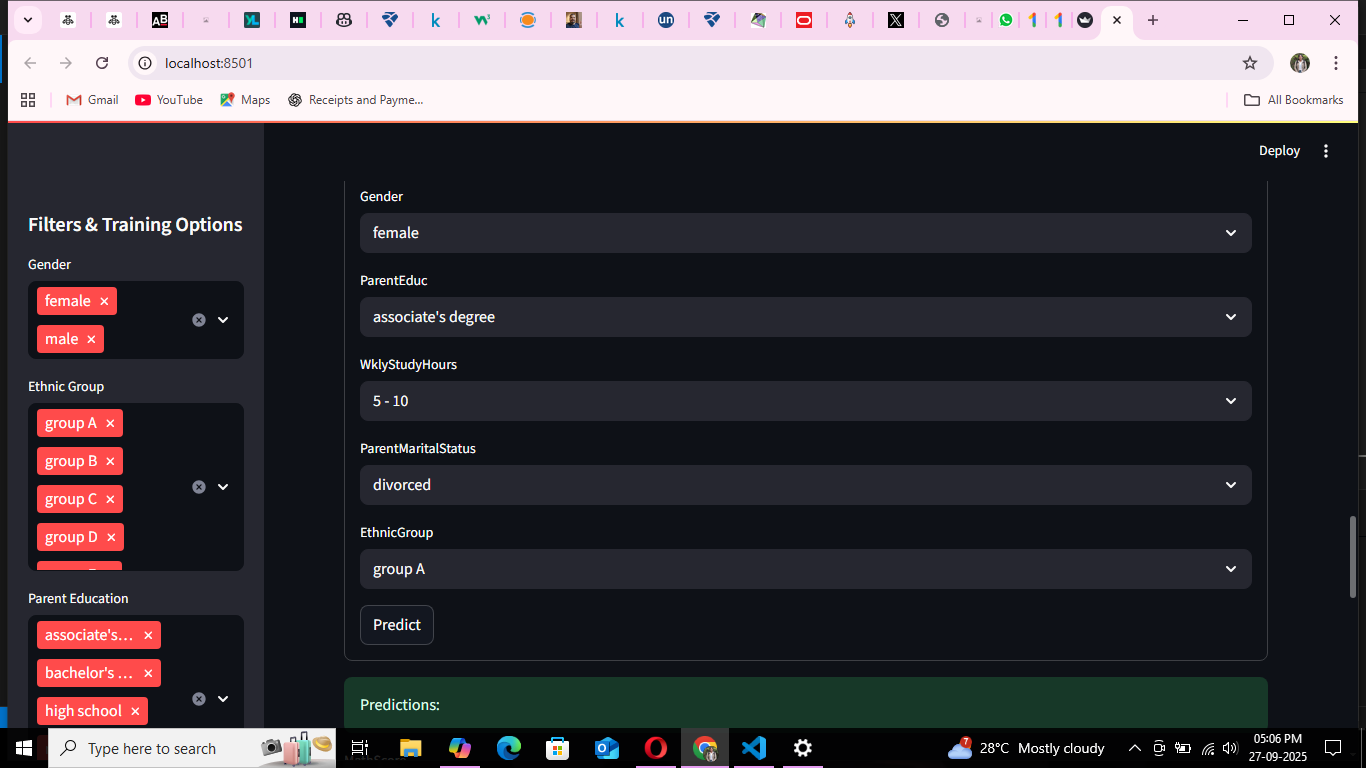 localhost:8501
Gmail
YouTube
Maps
Receipts and Payme...
All Bookmarks
Deploy
Filters & Training Options
Gender
female
male
Ethnic Group
group A
group B
group C
group D
Parent Education
associate's...
bachelor's ...
high school
Gender
female
ParentEduc
associate's degree
WklyStudyHours
5 - 10
ParentMaritalStatus
divorced
EthnicGroup
group A
Predict
Predictions:
Type here to search
28°C Mostly cloudy
05:06 PM
27-09-2025